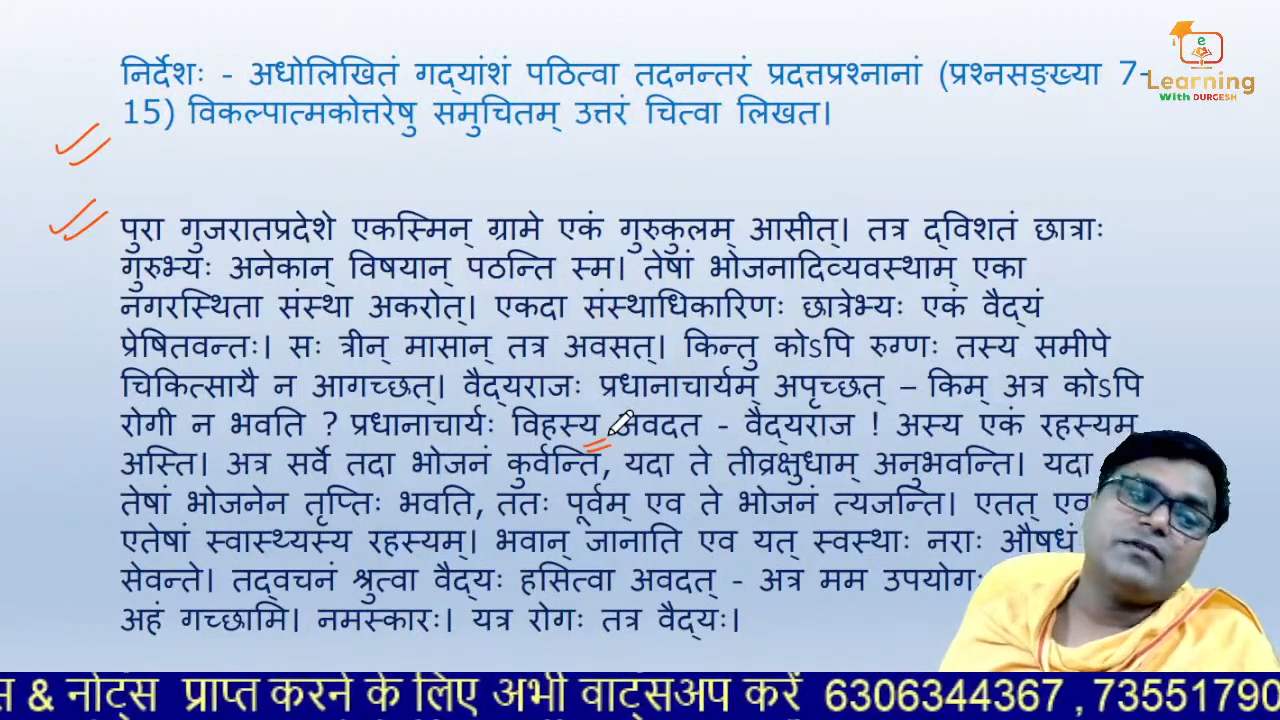 निर्देशः - अधोलिखितं गद्यांशं पठित्वा तदनन्तरं प्रदत्तप्रश्नानां (प्रश्नसङ्ख्या 7-
15) विकल्पात्मकोत्तरेषु समुचितम् उत्तरं चित्वा लिखत।
e
Learning
With DURGESH
पुरा गुजरातप्रदेशे एकस्मिन् ग्रामे एकं गुरुकुलम् आसीत्। तत्र द्विशतं छात्राः
गुरुभ्यः अनेकान् विषयान् पठन्ति स्म। तेषां भोजनादिव्यवस्थाम् एका
नगरस्थिता संस्था अकरोत्। एकदा संस्थाधिकारिणः छात्रेभ्यः एकं वैद्यं
प्रेषितवन्तः। सः त्रीन् मासान् तत्र अवसत्। किन्तु कोऽपि रुग्णः तस्य समीपे
चिकित्सायै न आगच्छत्। वैद्यराजः प्रधानाचार्यम् अपृच्छत् – किम् अत्र कोऽपि
रोगी न भवति ? प्रधानाचार्यः विहस्य अवदत - वैद्यराज ! अस्य एकं रहस्यम्
अस्ति। अत्र सर्वे तदा भोजनं कुर्वन्ति, यदा ते तीव्रक्षुधाम् अनुभवन्ति। यदा
तेषां भोजनेन तृप्तिः भवति, ततः पूर्वम् एव ते भोजनं त्यजन्ति। एतत् एव
एतेषां स्वास्थ्यस्य रहस्यम्। भवान् जानाति एव यत् स्वस्थाः नराः औषधं
सेवन्ते। तद्वचनं श्रुत्वा वैद्यः हसित्वा अवदत् - अत्र मम उपयोगः
अहं गच्छामि। नमस्कारः। यत्र रोगः तत्र वैद्यः।
स & नोट्स प्राप्त करने के लिए अभी वाट्सअप करें 6306344367 ,73551790